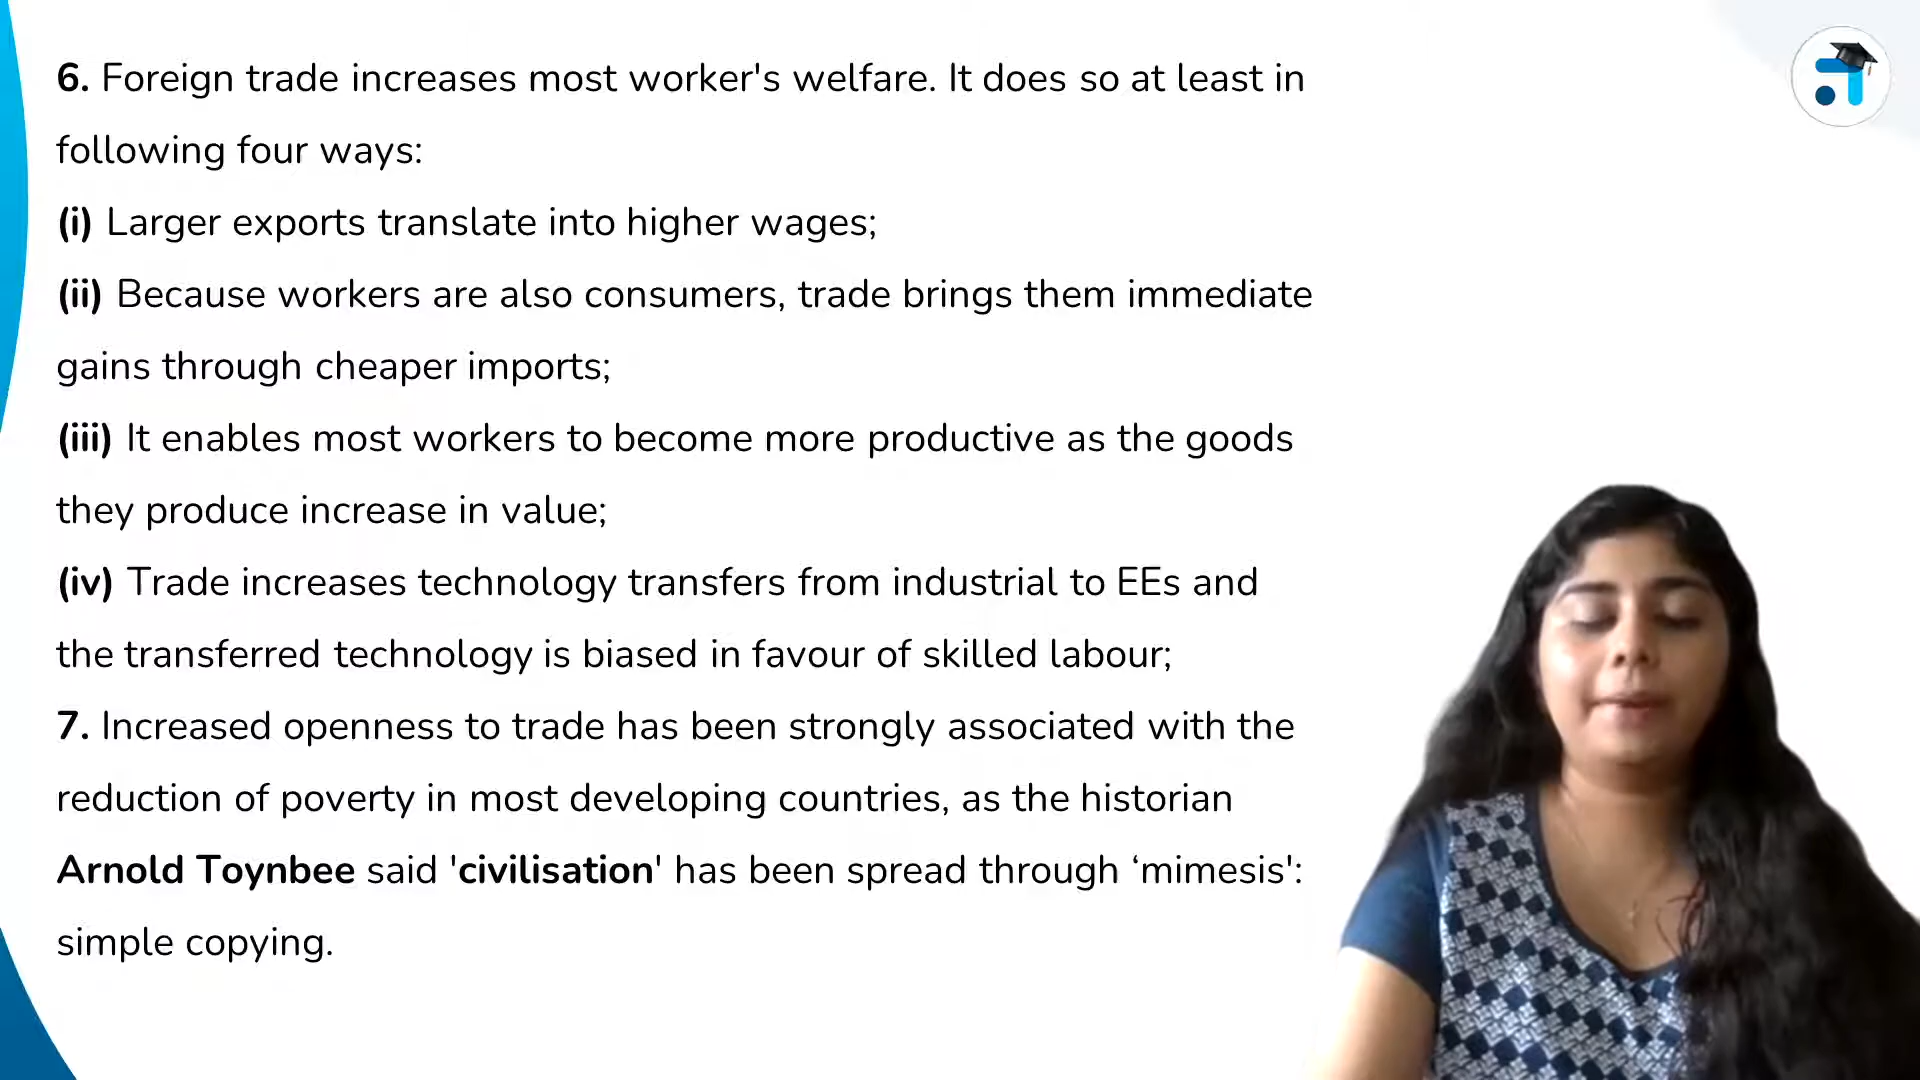 6. Foreign trade increases most worker's welfare. It does so at least in
following four ways:
(i) Larger exports translate into higher wages;
(ii) Because workers are also consumers, trade brings them immediate
gains through cheaper imports;
(iii) It enables most workers to become more productive as the goods
they produce increase in value;
(iv) Trade increases technology transfers from industrial to EEs and
the transferred technology is biased in favour of skilled labour;
7. Increased openness to trade has been strongly associated with the
reduction of poverty in most developing countries, as the historian
Arnold Toynbee said 'civilisation' has been spread through ‘mimesis':
simple copying.